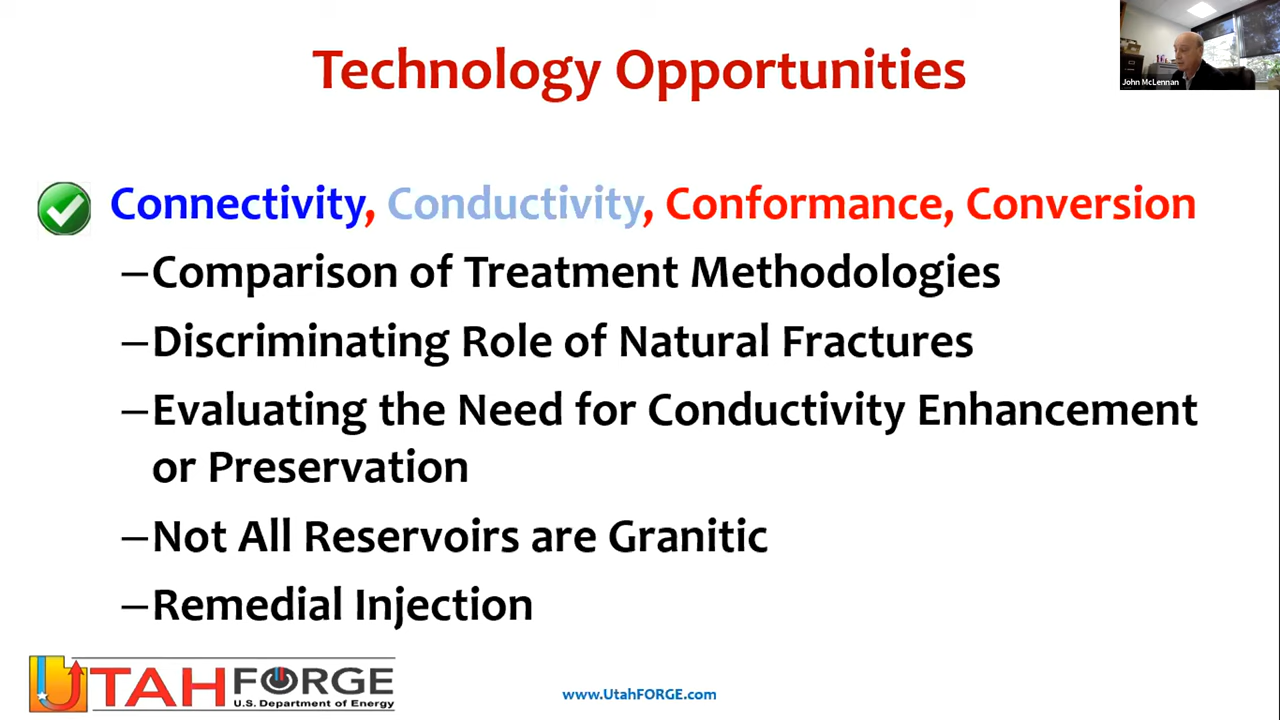 Technology Opportunities
John McLennan
Connectivity, Conductivity, Conformance, Conversion
–Comparison of Treatment Methodologies
–Discriminating Role of Natural Fractures
–Evaluating the Need for Conductivity Enhancement
or Preservation
–Not All Reservoirs are Granitic
–Remedial Injection
UTAH FORGE
U.S. Department of Energy
www.UtahFORGE.com